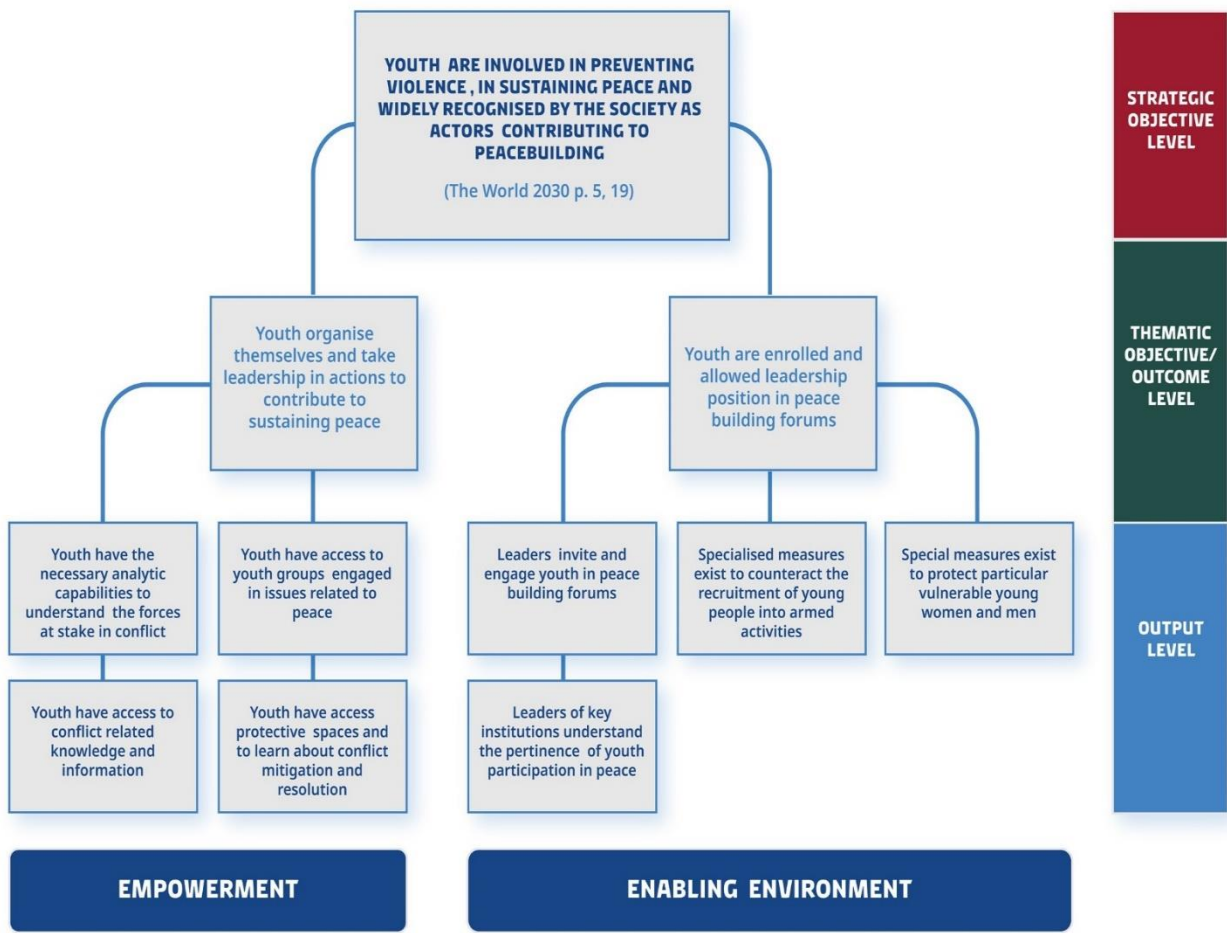 YOUTH ARE INVOLVED IN PREVENTING
VIOLENCE , IN SUSTAINING PEACE AND
WIDELY RECOGNISED BY THE SOCIETY AS
ACTORS CONTRIBUTING TO
PEACEBUILDING
(The World 2030 p. 5, 19)
STRATEGIC
OBJECTIVE
LEVEL
Youth organise
themselves and take
leadership in actions to
contribute to
sustaining peace
Youth are enrolled and
allowed leadership
position in peace
building forums
THEMATIC
OBJECTIVE/
OUTCOME
LEVEL
Youth have the
necessary analytic
capabilities to
understand the forces
at stake in conflict
Youth have access to
youth groups engaged
in issues related to
peace
Leaders invite and
engage youth in peace
building forums
Specialised measures
exist to counteract the
recruitment of young
people into armed
activities
Special measures exist
to protect particular
vulnerable young
women and men
OUTPUT
LEVEL
Youth have access to
conflict related
knowledge and
information
Youth have access
protective spaces and
to learn about conflict
mitigation and
resolution
Leaders of key
institutions understand
the pertinence of youth
participation in peace
EMPOWERMENT
ENABLING ENVIRONMENT